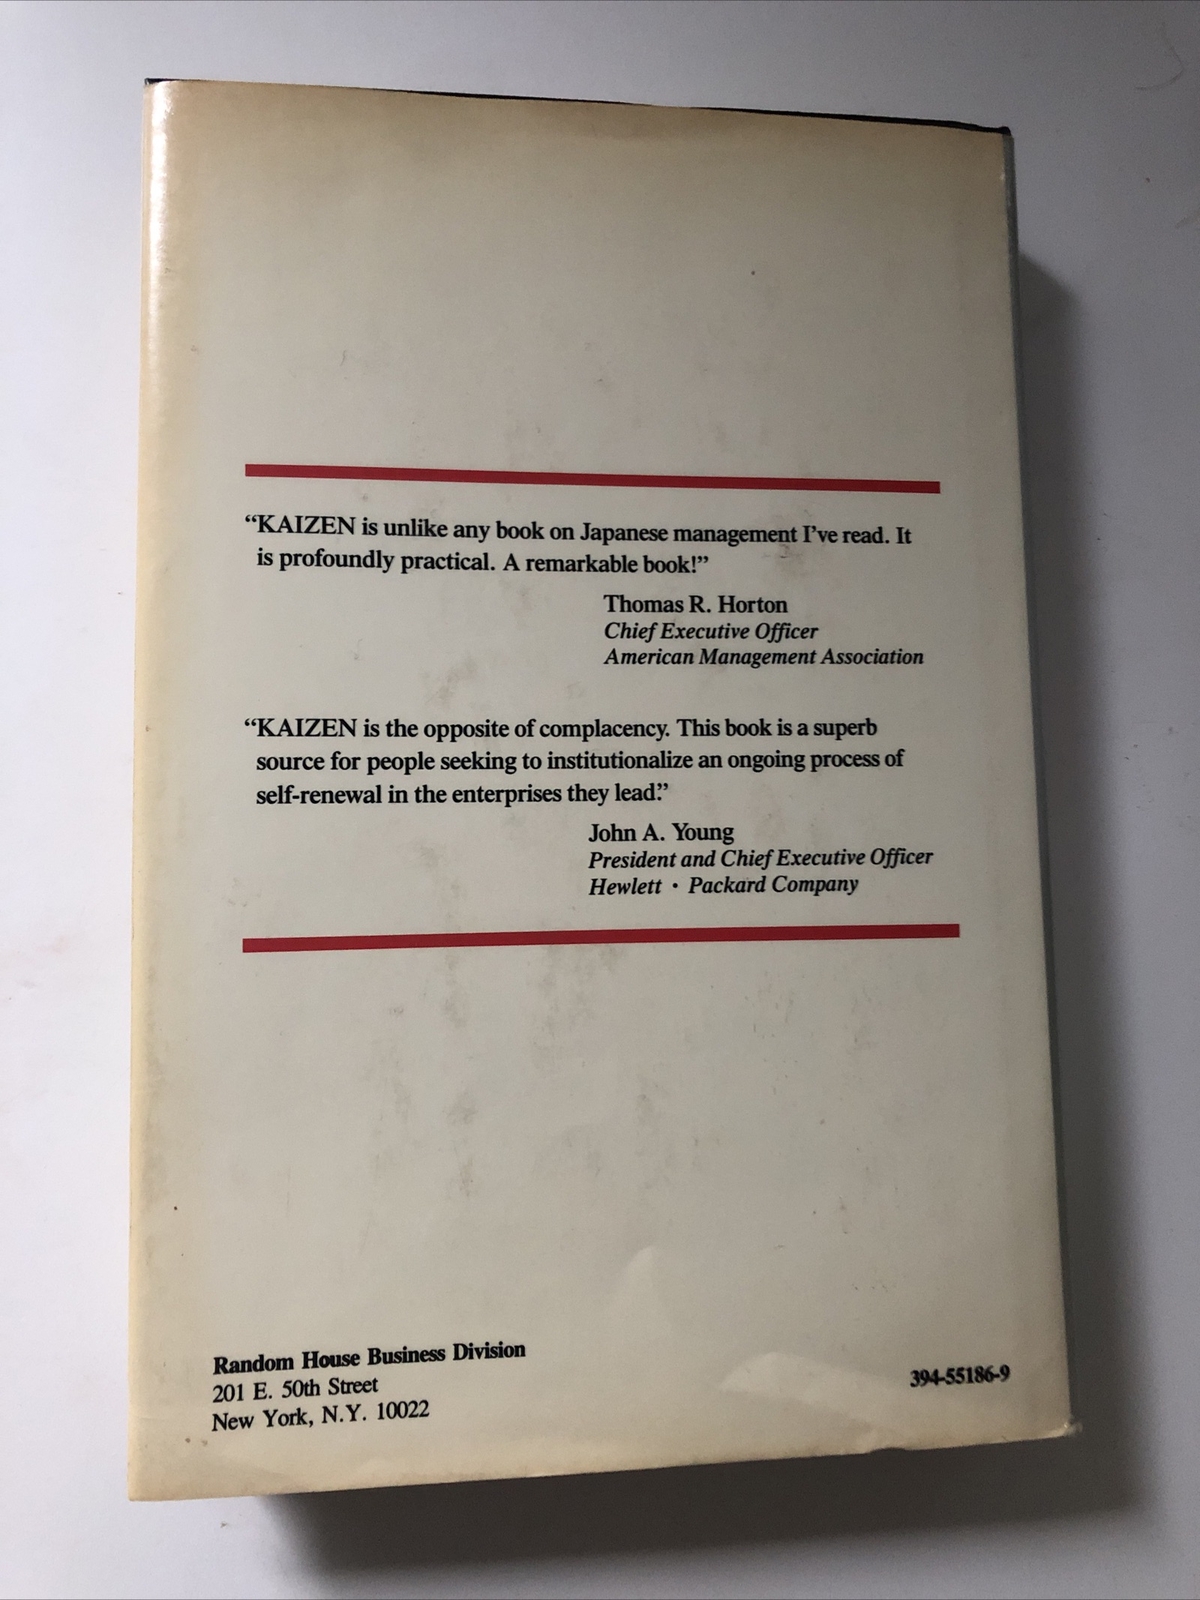 “KAIZEN is unlike any book on Japanese management I’ve read. It
is profoundly practical. A remarkable book!”
Thomas R. Horton
Chief Executive Officer
American Management Association
“KAIZEN is the opposite of complacency. This book is a superb
source for people seeking to institutionalize an ongoing process of
self-renewal in the enterprises they lead.”
John A. Young
President and Chief Executive Officer
Hewlett • Packard Company
Random House Business Division
201 E. 50th Street
New York, N.Y. 10022
394-55186-9